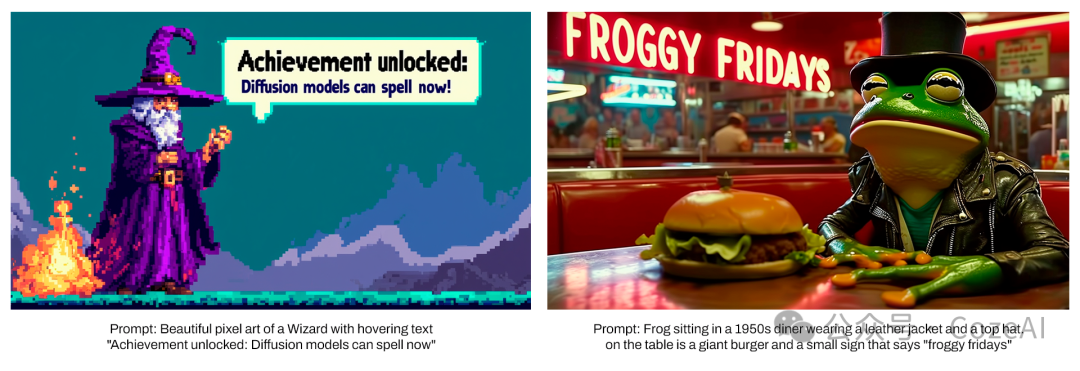 Achievement unlocked:
Diffusion models can spell now!
FROGGY FRIDAYS
Prompt: Beautiful pixel art of a Wizard with hovering text
"Achievement unlocked: Diffusion models can spell now"
Prompt: Frog sitting in a 1950s diner wearing a leather jacket and a top hat,
on the table is a giant burger and a small sign that says "froggy fridays"
公众号 · CozeAI